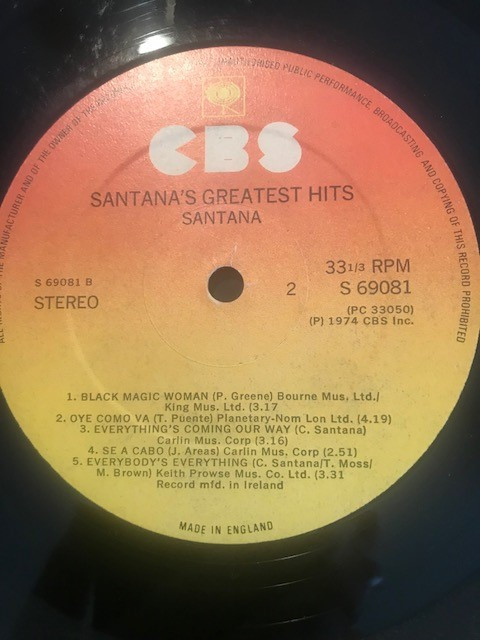 ALL RIGHTS OF THE MANUFACTURER AND OF THE OWNER OF THE
UNAUTHORISED PUBLIC PERFORMANCE, BROADCASTING AND COPYING OF THIS RECORD PROHIBITED
CBS
SANTANA'S GREATEST HITS
SANTANA
33 1/3 RPM
S 69081 B
STEREO
2 S 69081
(PC 33050)
(P) 1974 CBS Inc.
1. BLACK MAGIC WOMAN (P. Greene) Bourne Mus. Ltd./
King Mus. Ltd. (3.17
2. OYE COMO VA (T. Puente) Planetary-Nom Lon Ltd. (4.19)
3. EVERYTHING'S COMING OUR WAY (C. Santana)
Carlin Mus. Corp (3.16)
4. SE A CABO (J. Areas) Carlin Mus. Corp (2.51)
5. EVERYBODY'S EVERYTHING (C. Santana/T. Moss/
M. Brown) Keith Prowse Mus. Co. Ltd. (3.31
Record mfd. in Ireland
MADE IN ENGLAND